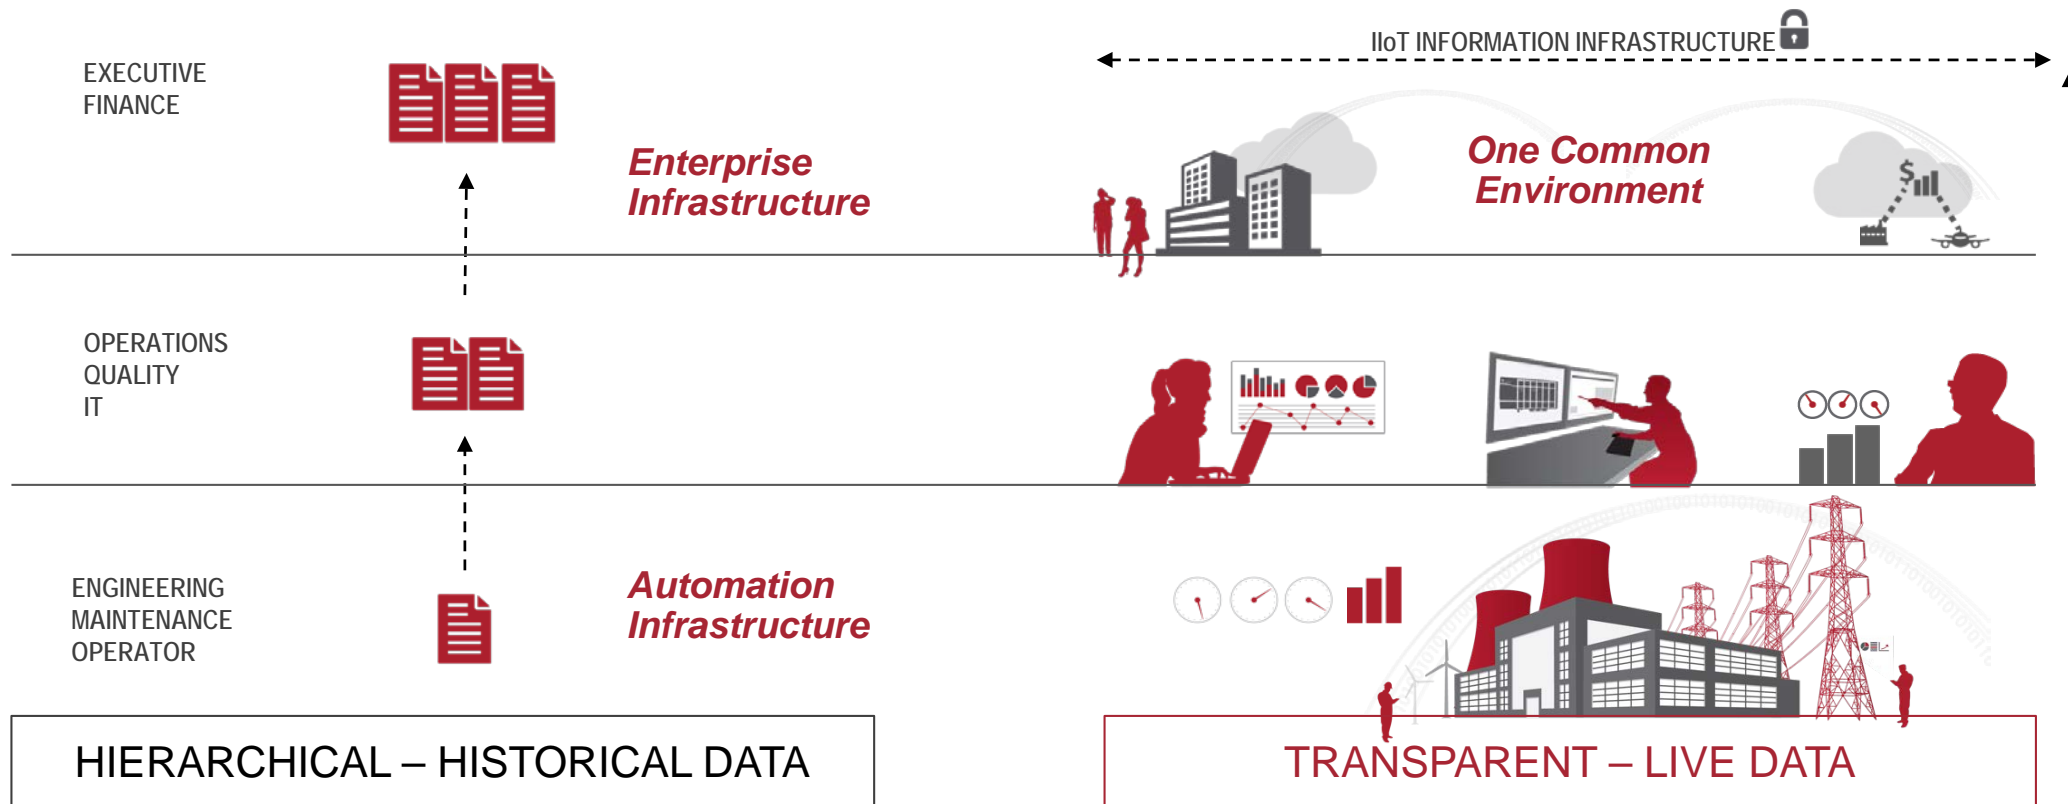 EXECUTIVE
FINANCE
Enterprise
Infrastructure
IIoT INFORMATION INFRASTRUCTURE
One Common
Environment
$
OPERATIONS
QUALITY
IT
ENGINEERING
MAINTENANCE
OPERATOR
Automation
Infrastructure
HIERARCHICAL – HISTORICAL DATA
TRANSPARENT – LIVE DATA